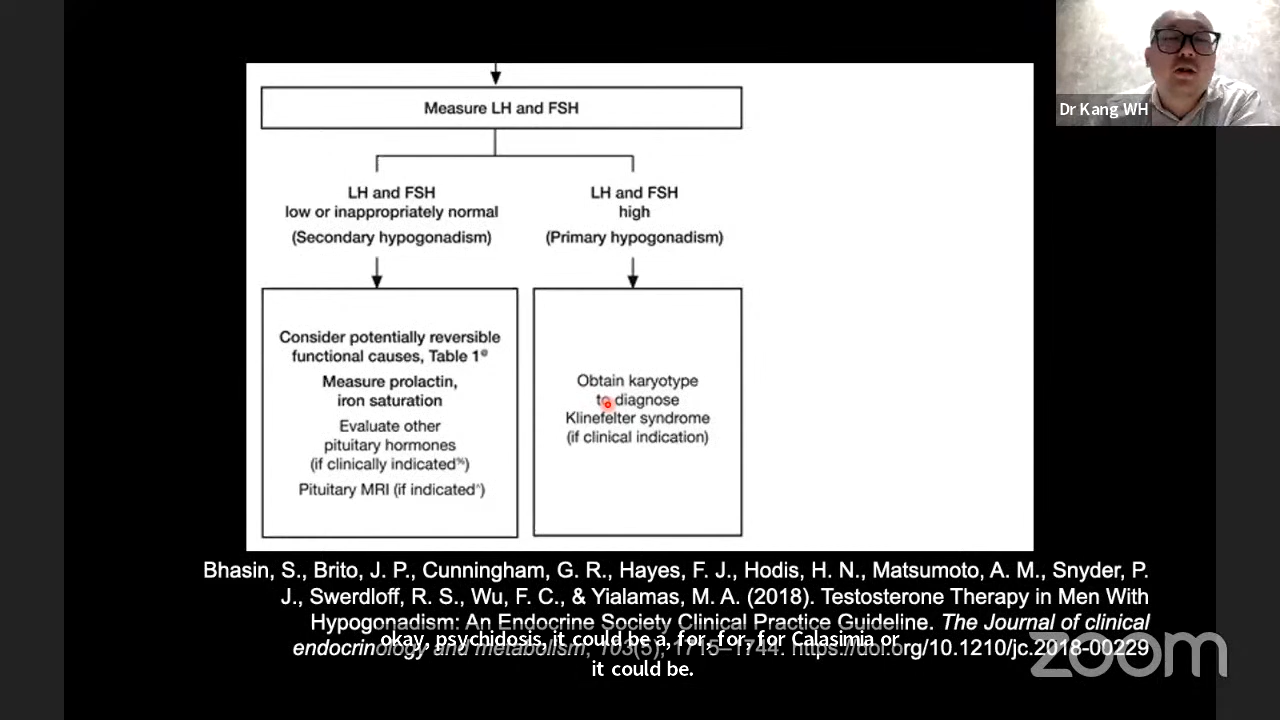 Dr Kang WH
Measure LH and FSH
LH and FSH
low or inappropriately normal
(Secondary hypogonadism)
LH and FSH
high
(Primary hypogonadism)
Consider potentially reversible
functional causes, Table 1@
Measure prolactin,
iron saturation
Evaluate other
pituitary hormones
(if clinically indicated%)
Pituitary MRI (if indicated^)
Obtain karyotype
to diagnose
Klinefelter syndrome
(if clinical indication)
Bhasin, S., Brito, J. P., Cunningham, G. R., Hayes, F. J., Hodis, H. N., Matsumoto, A. M., Snyder, P.
J., Swerdloff, R. S., Wu, F. C., & Yialamas, M. A. (2018). Testosterone Therapy in Men With
Hypogonadism: An Endocrine Society Clinical Practice Guideline. The Journal of clinical
endocrinology and metabolism, 103(5), 1715–1744. https://doi.org/10.1210/jc.2018-00229
okay, psychidosis, it could be a, for, for, for Calasimia or
it could be.
zoom